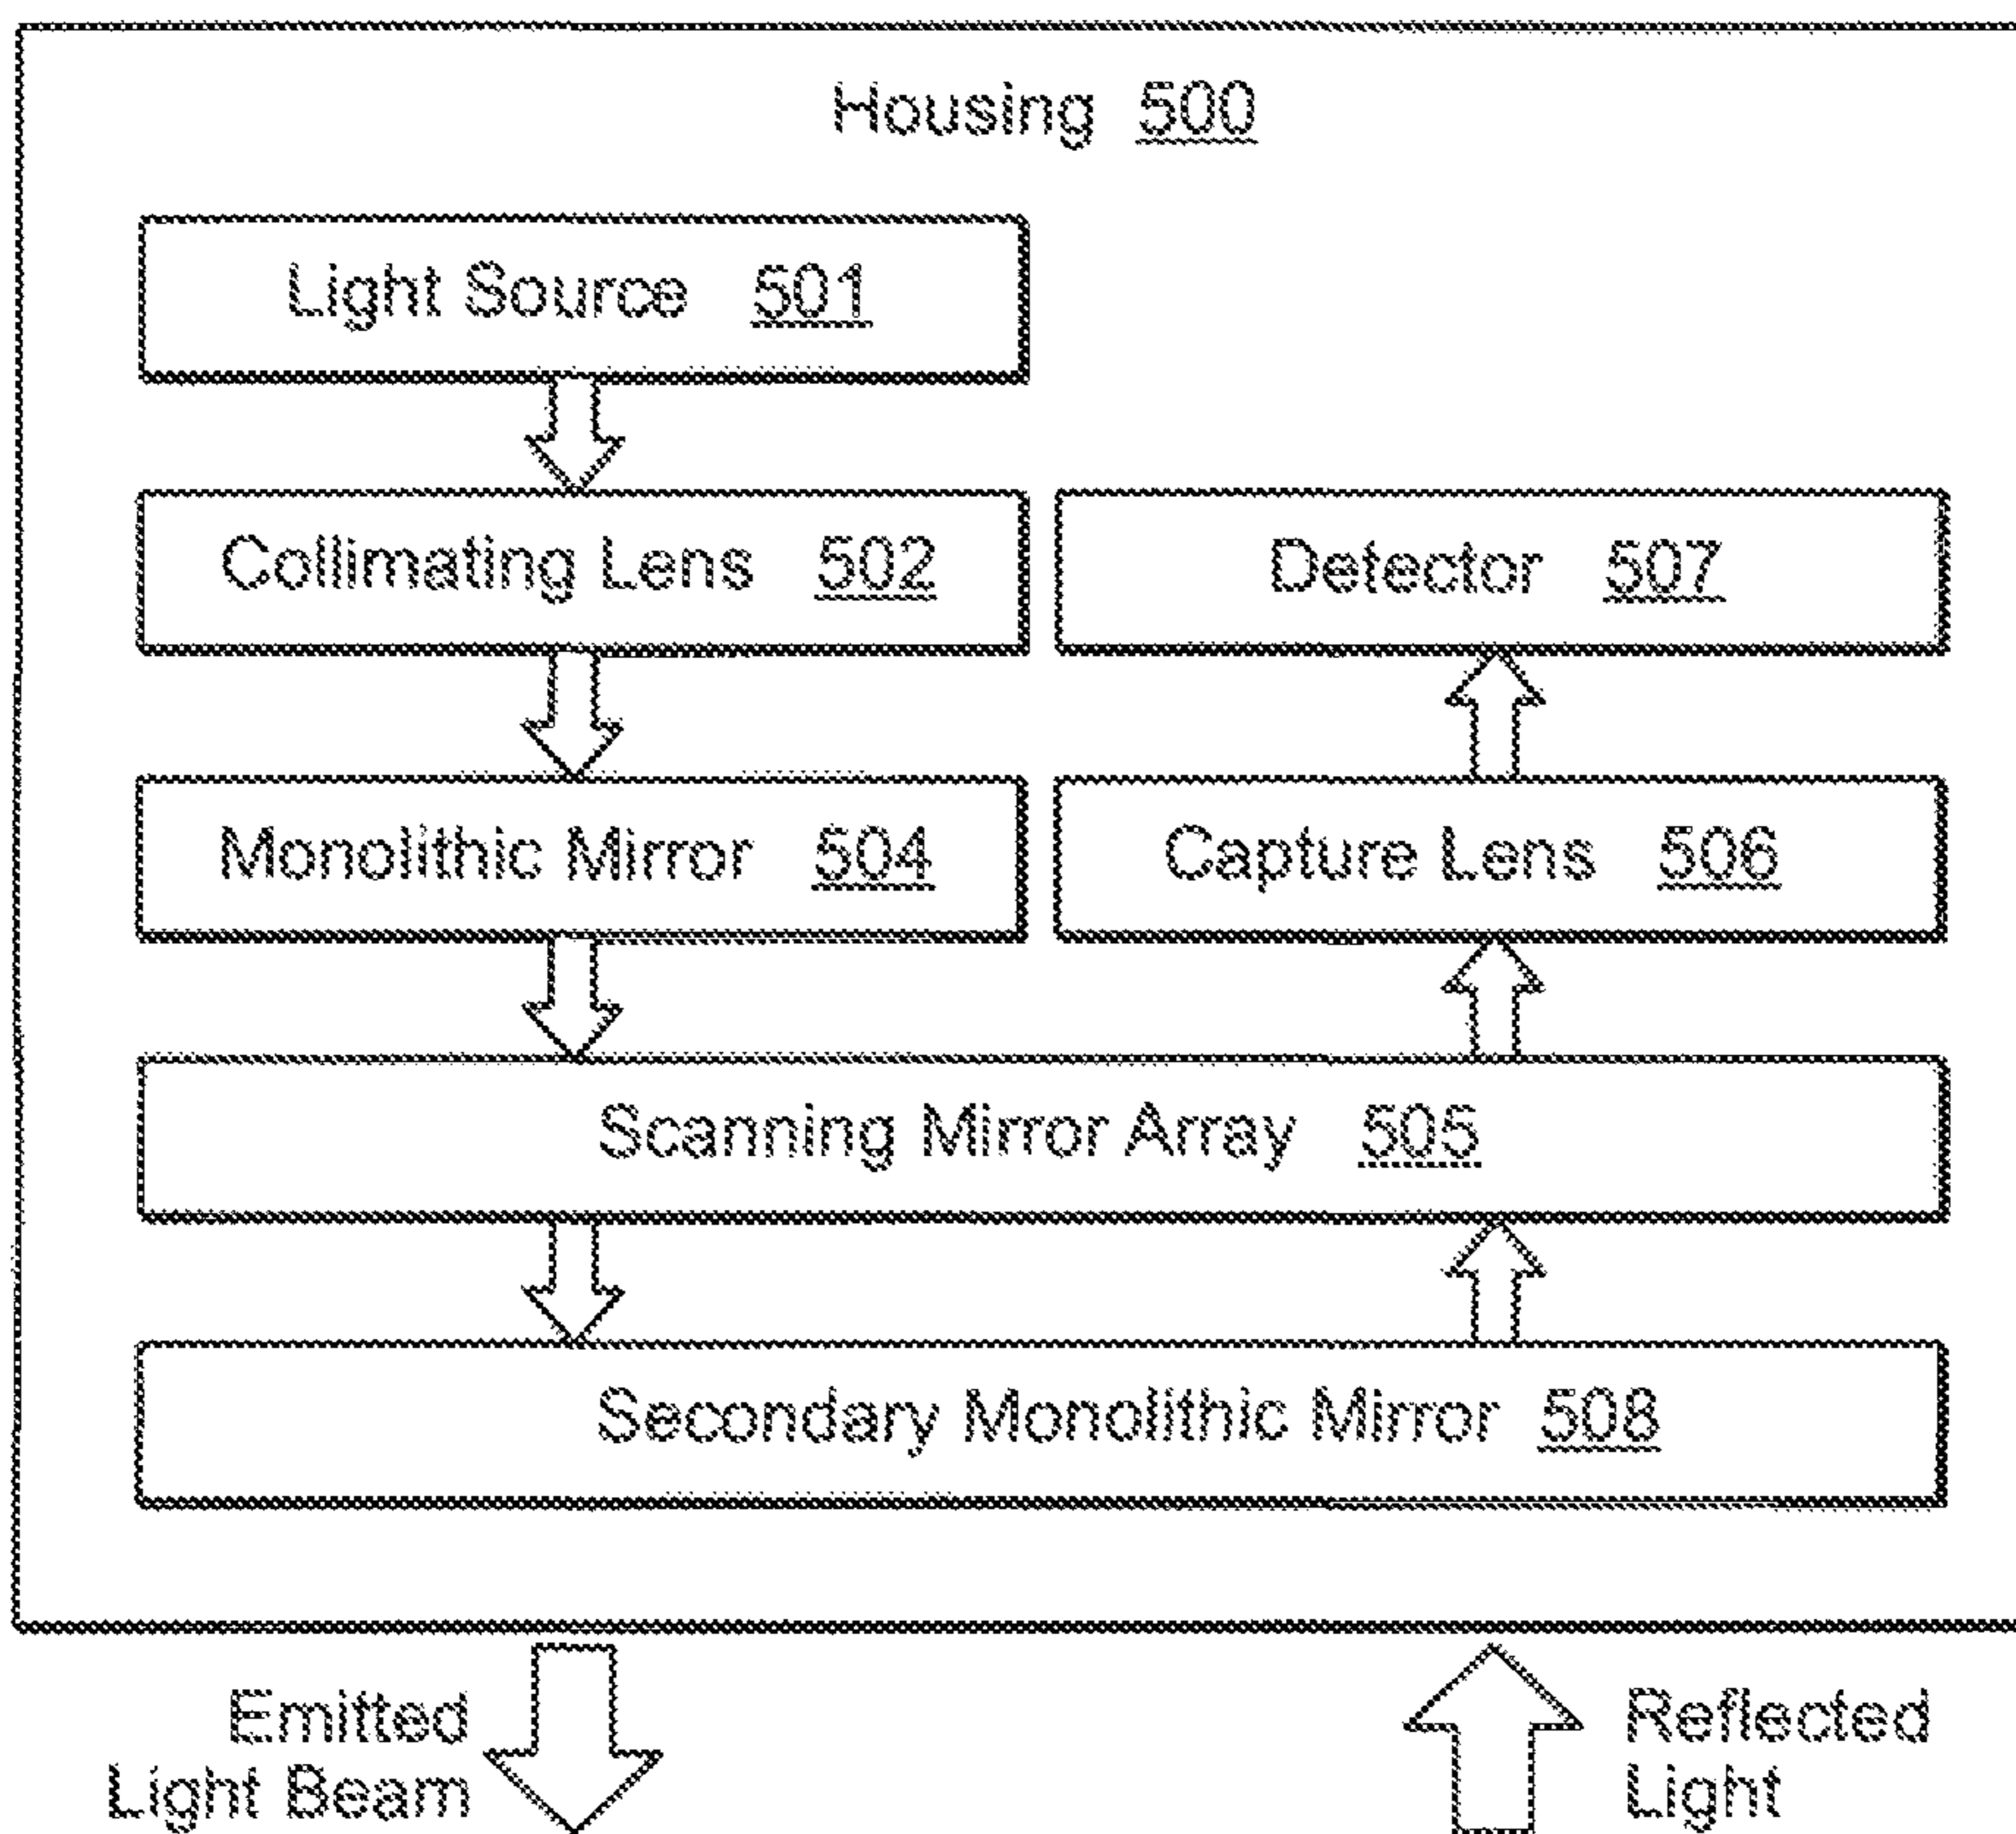 Housing 500
Light Source 501
Collimating Lens 502
Detector 507
Monolithic Mirror 504
Capture Lens 506
Scanning Mirror Array 505
Secondary Monolithic Mirror 508
Emitted
Light Beam
Reflected
Light